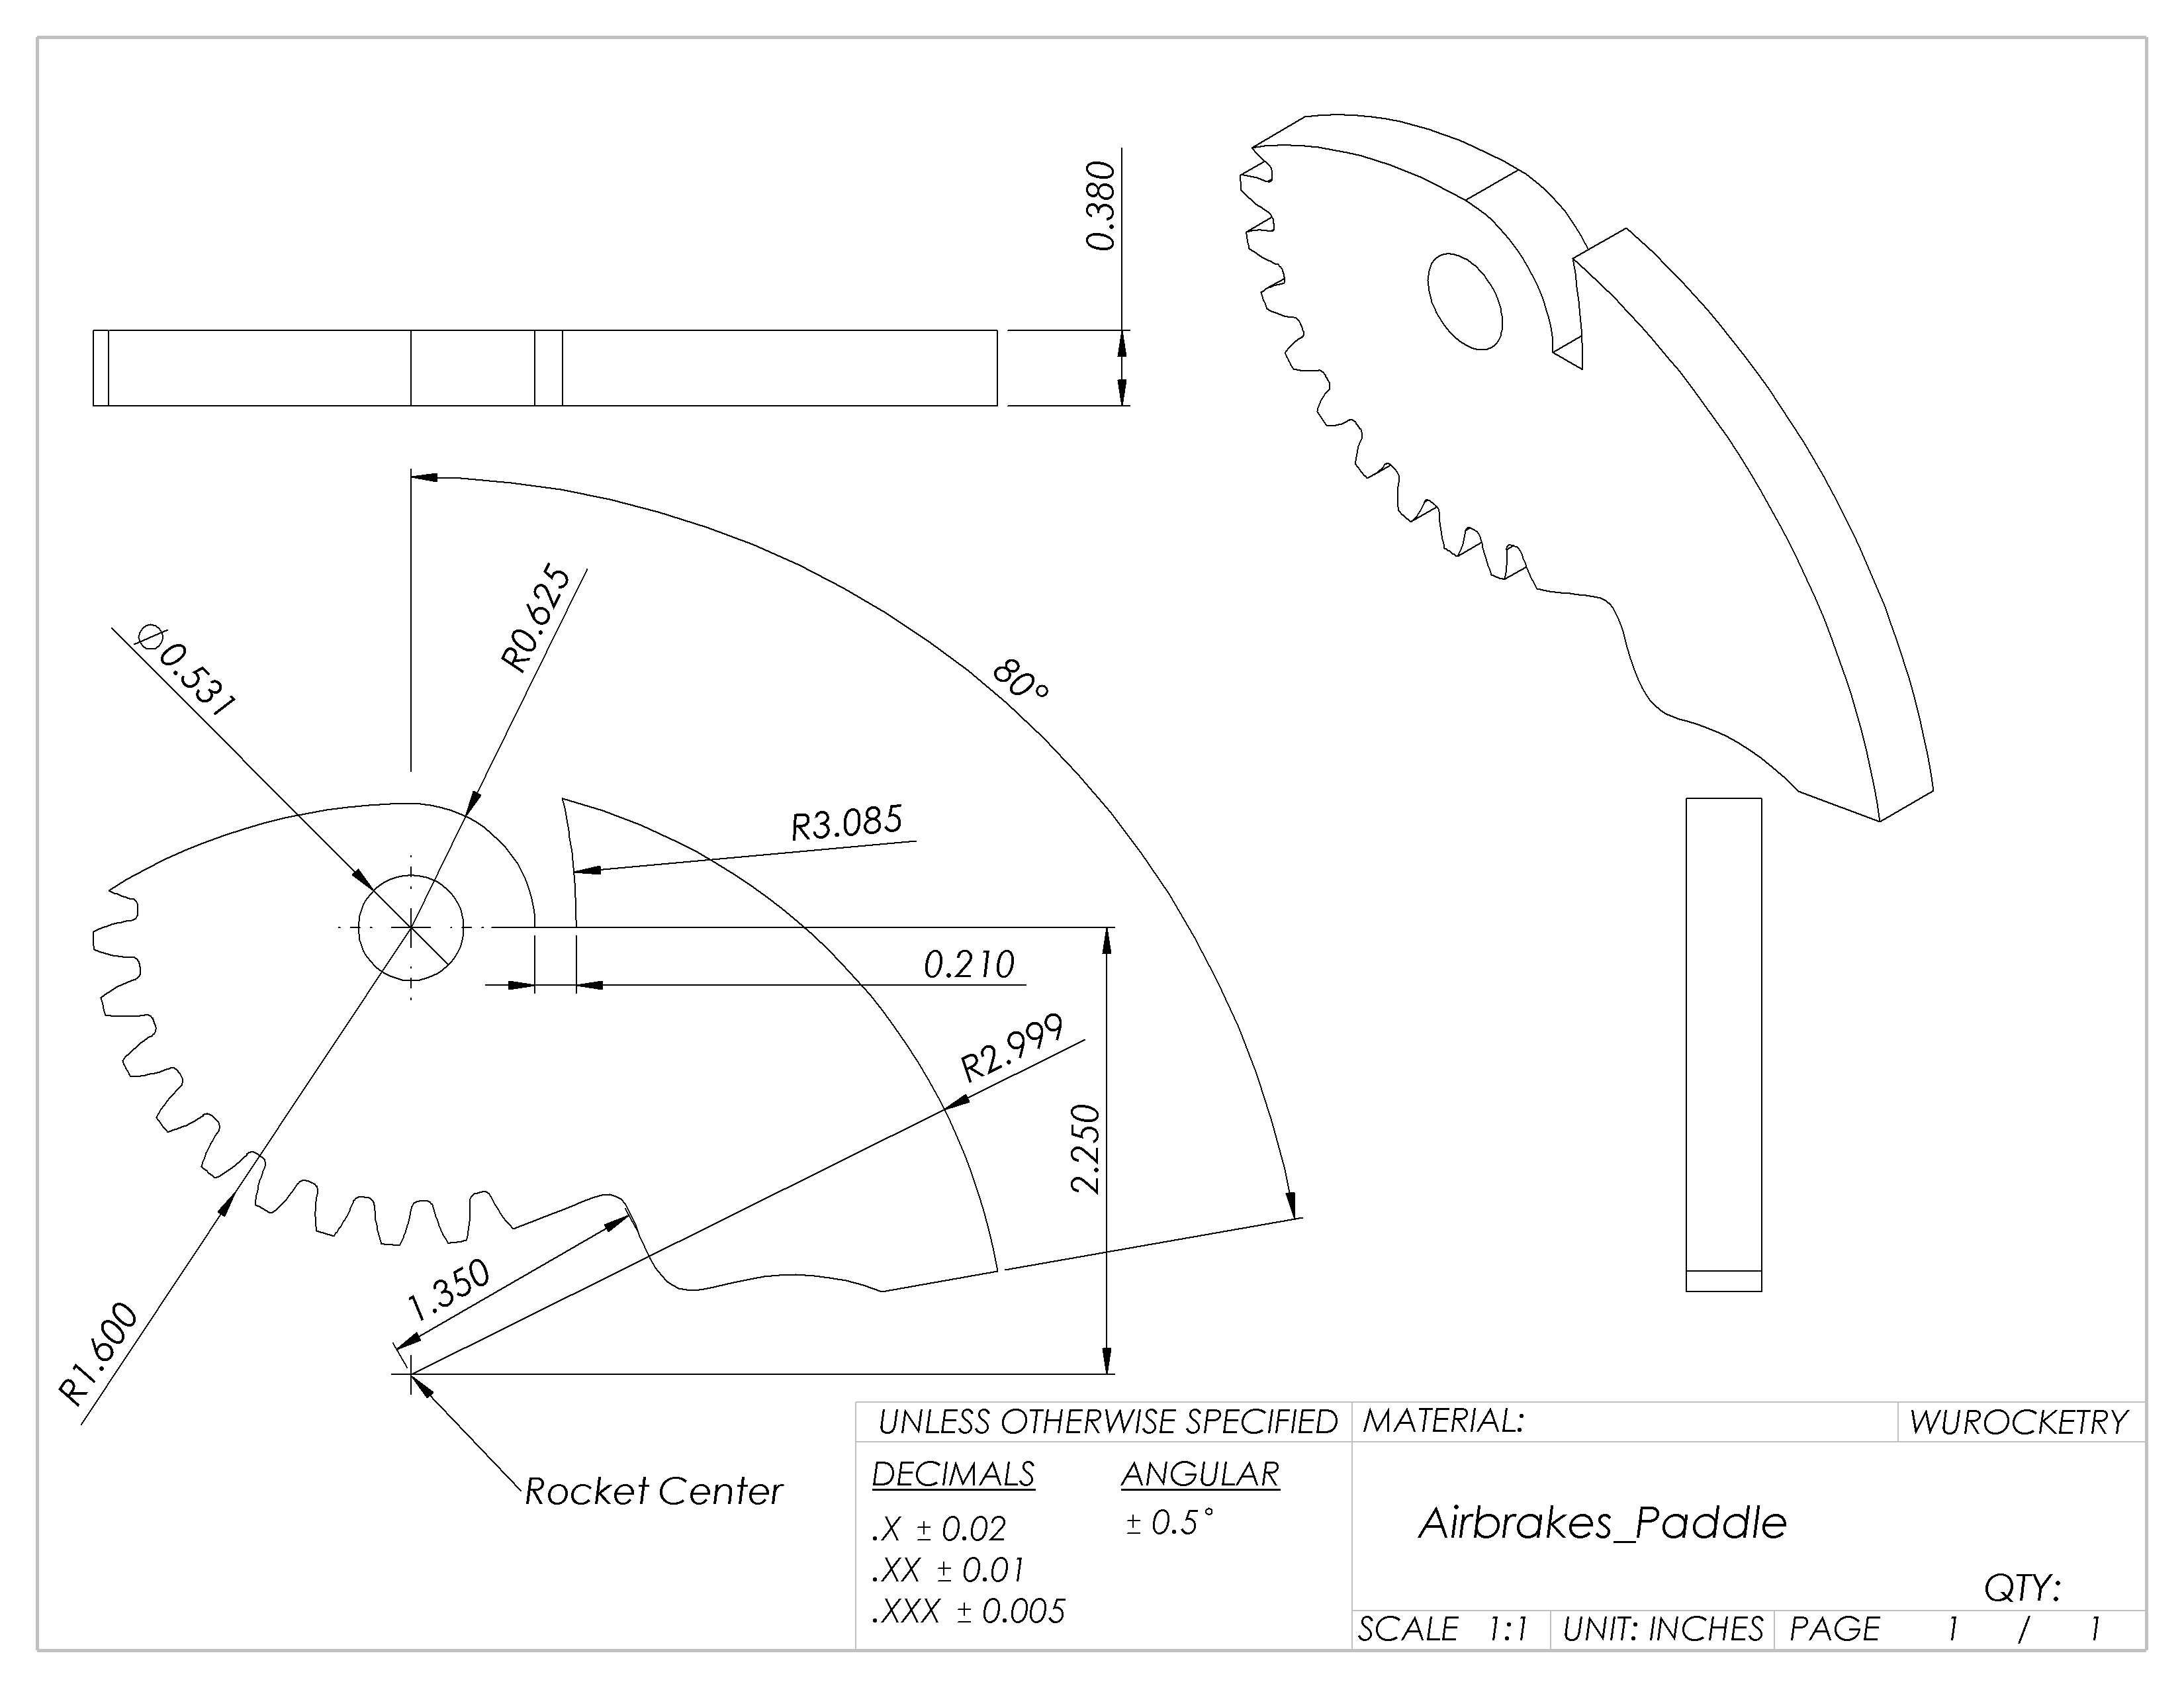 0.380
R0.625
⌀0.531
80°
R3.085
0.210
R2.999
2.250
1.350
R1.600
Rocket Center
UNLESS OTHERWISE SPECIFIED
DECIMALS ANGULAR
.X ± 0.02 ± 0.5°
.XX ± 0.01
.XXX ± 0.005
MATERIAL: WUROCKETRY
Airbrakes_Paddle
QTY:
SCALE 1:1 UNIT: INCHES PAGE 1 / 1